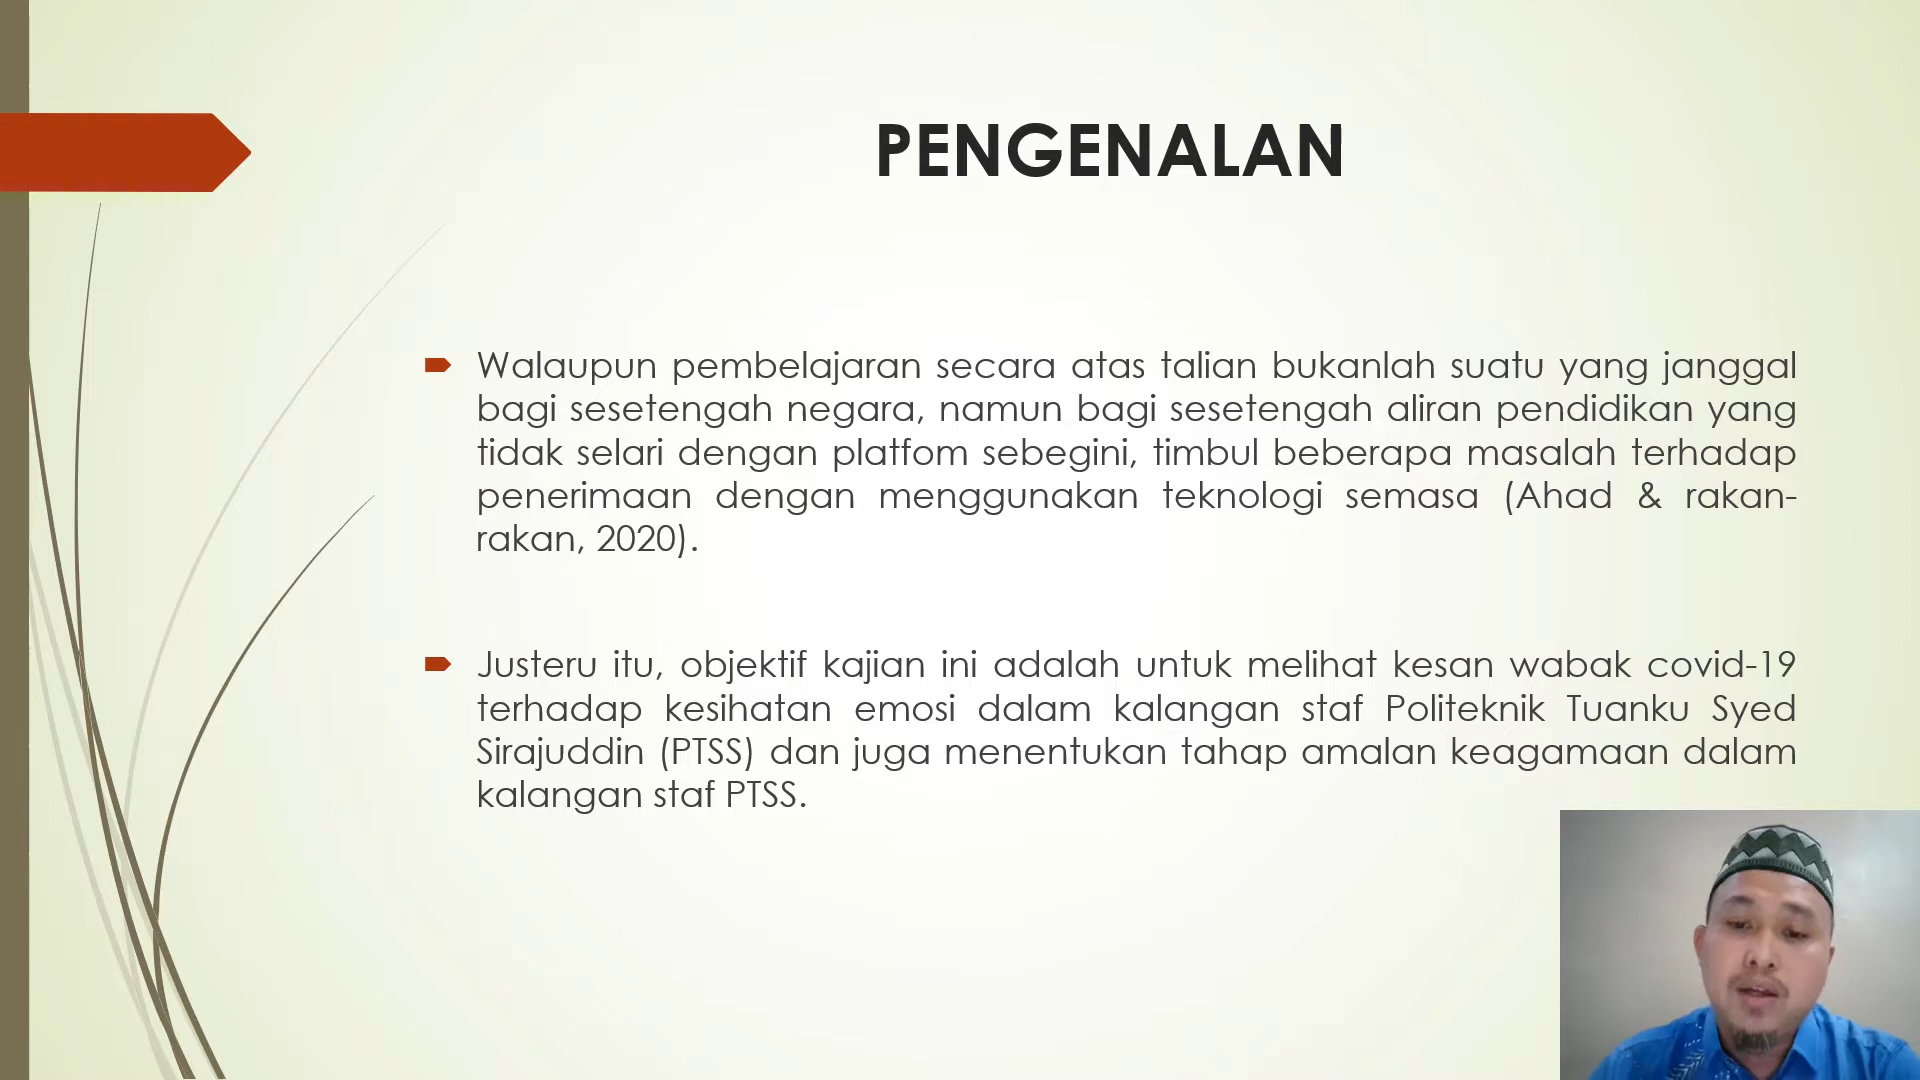 PENGENALAN
Walaupun pembelajaran secara atas talian bukanlah suatu yang janggal
bagi sesetengah negara, namun bagi sesetengah aliran pendidikan yang
tidak selari dengan platfom sebegini, timbul beberapa masalah terhadap
penerimaan dengan menggunakan teknologi semasa (Ahad & rakan-
rakan, 2020).
Justeru itu, objektif kajian ini adalah untuk melihat kesan wabak covid-19
terhadap kesihatan emosi dalam kalangan staf Politeknik Tuanku Syed
Sirajuddin (PTSS) dan juga menentukan tahap amalan keagamaan dalam
kalangan staf PTSS.